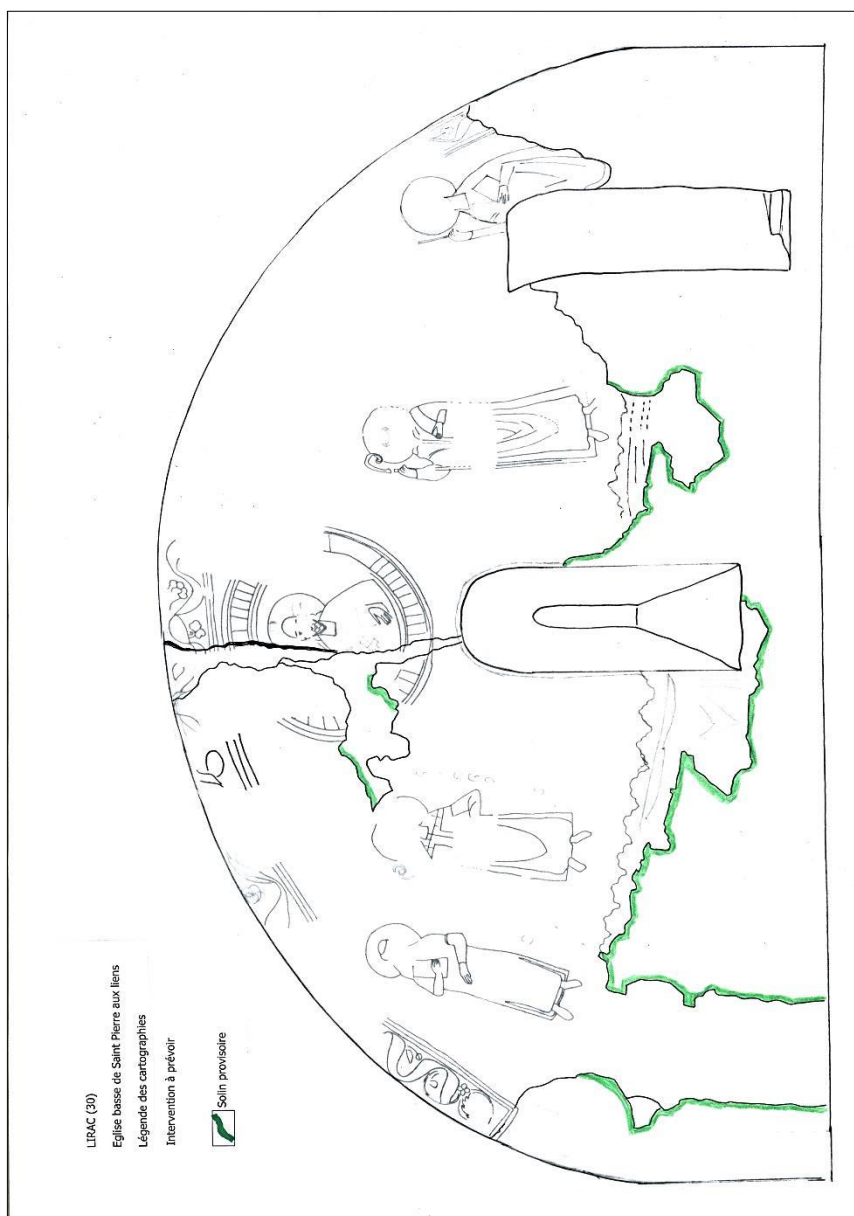 LIRAC (30)
Eglise basse de Saint Pierre aux liens
Légende des cartographies
Intervention à prévoir
Solin provisoire